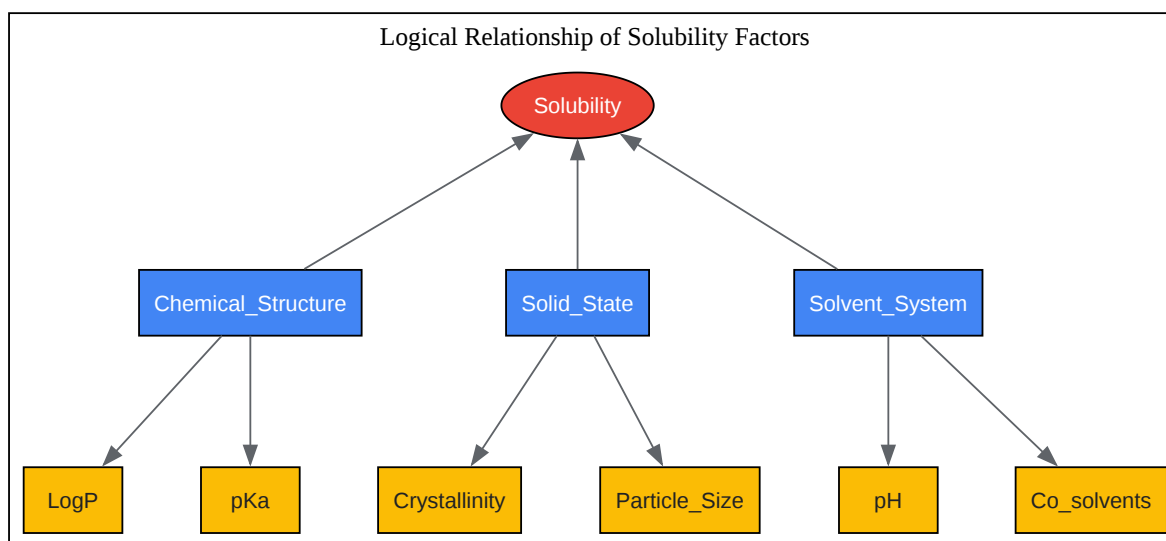 Logical Relationship of Solubility Factors
Solubility
Chemical_Structure
Solid_State
Solvent_System
LogP
pKa
Crystallinity
Particle_Size
pH
Co_solvents